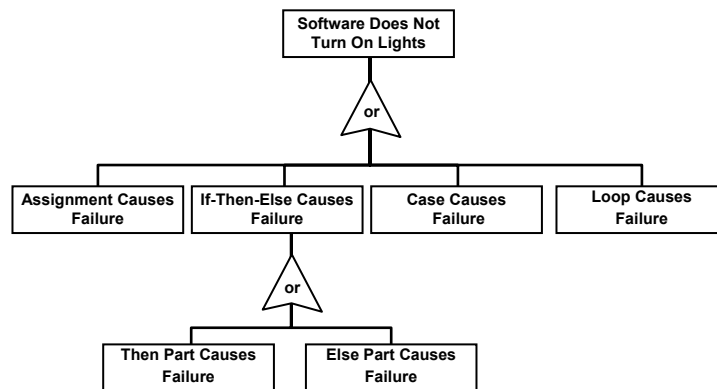 Software Does Not
Turn On Lights
or
Assignment Causes
Failure
If-Then-Else Causes
Failure
Case Causes
Failure
Loop Causes
Failure
or
Then Part Causes
Failure
Else Part Causes
Failure